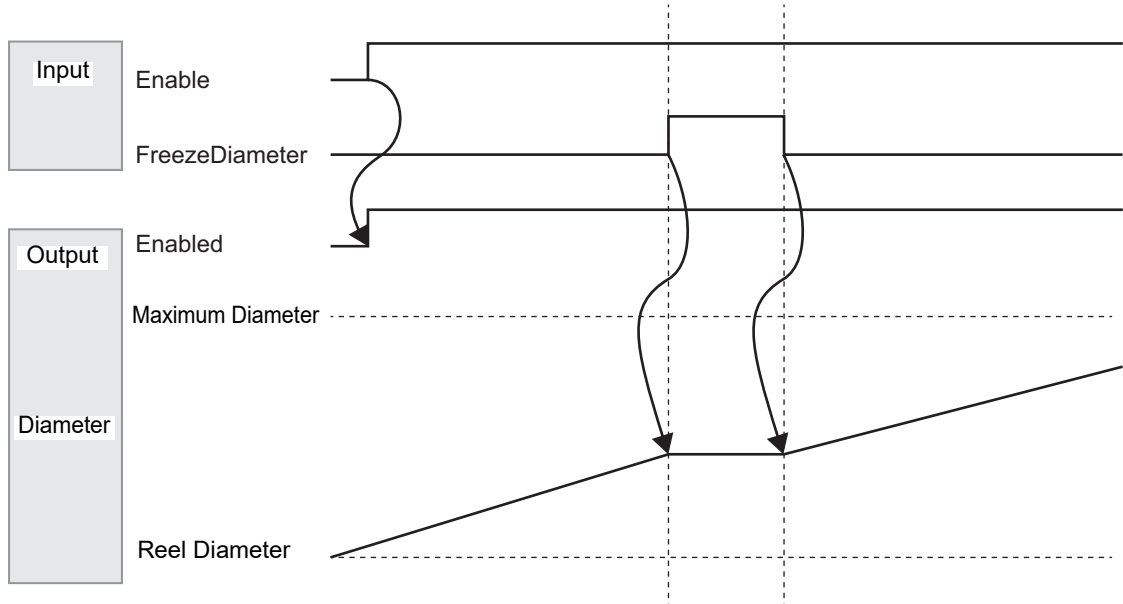 Input
Enable
FreezeDiameter
Output
Enabled
Maximum Diameter
Diameter
Reel Diameter